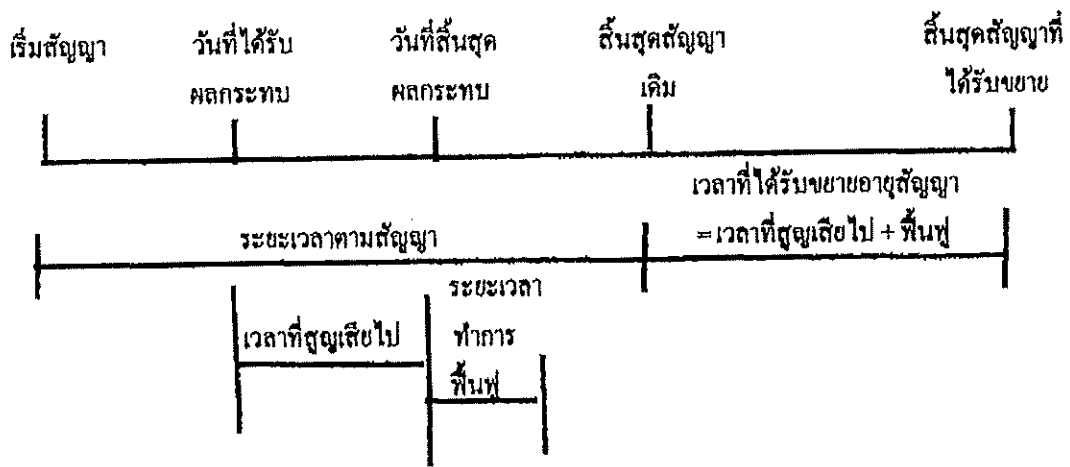 เริ่มสัญญา
วันที่ได้รับ
ผลกระทบ
วันที่สิ้นสุด
ผลกระทบ
สิ้นสุดสัญญา
เดิม
สิ้นสุดสัญญาที่
ได้รับขยาย
เวลาที่ได้รับขยายอายุสัญญา
=เวลาที่สูญเสียไป + ฟื้นฟู
ระยะเวลาตามสัญญา
เวลาที่สูญเสียไป
ระยะเวลา
ทำการ
ฟื้นฟู